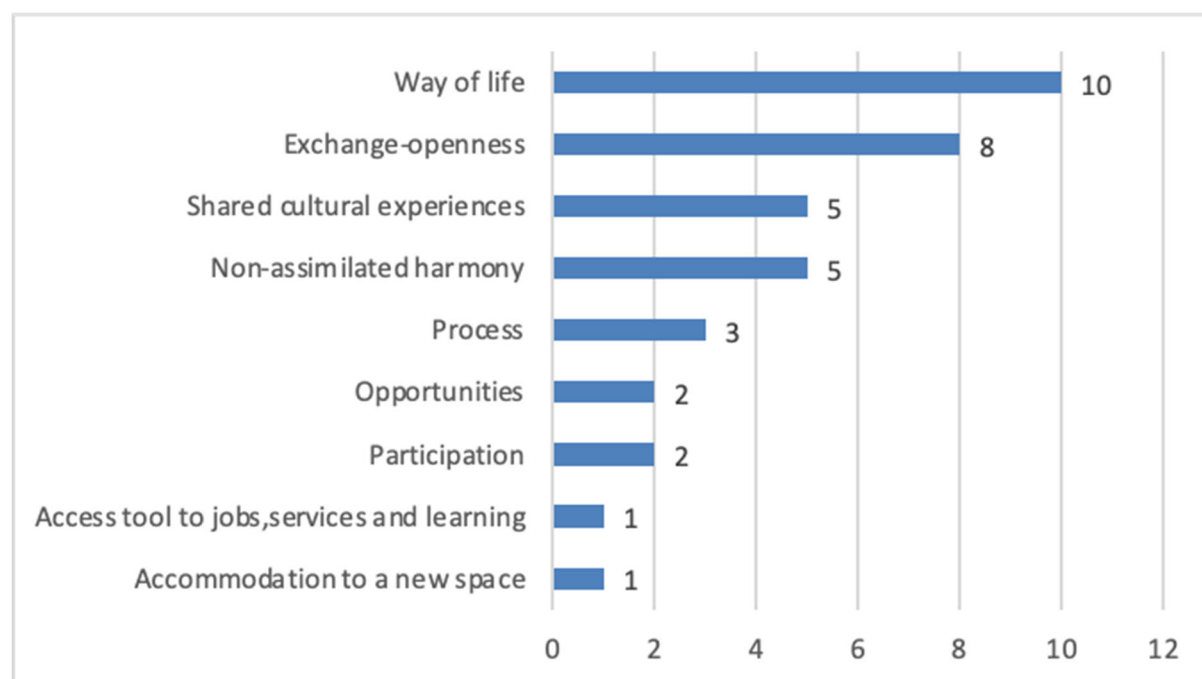 Way of life 10
Exchange-openness 8
Shared cultural experiences 5
Non-assimilated harmony 5
Process 3
Opportunities 2
Participation 2
Access tool to jobs,services and learning 1
Accommodation to a new space 1
0 2 4 6 8 10 12